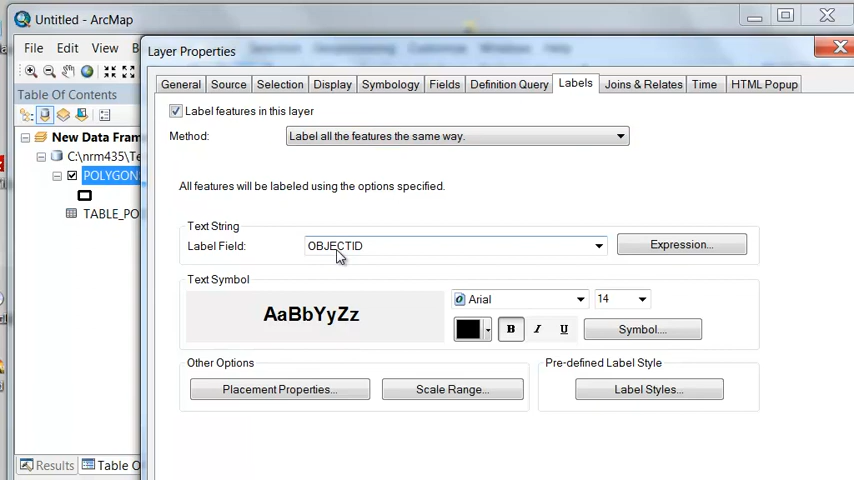 Untitled - ArcMap
File Edit View
Layer Properties
Table Of Contents
General Source Selection Display Symbology Fields Definition Query Labels Joins & Relates Time HTML Popup
New Data Fram
Label features in this layer
Method: Label all the features the same way.
C:\nrm435\Te
POLYGON
All features will be labeled using the options specified.
TABLE_PO
Text String
Label Field: OBJECTID Expression...
Text Symbol
AaBbYyZz
Arial 14
B I U Symbol...
Other Options Pre-defined Label Style
Placement Properties... Scale Range... Label Styles...
Results Table O